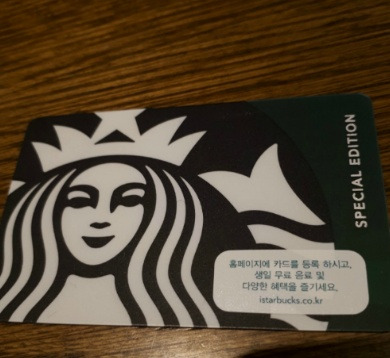 SPECIAL EDITION
홈페이지에 카드를 등록 하시고,
생일 무료 음료 및
다양한 혜택을 즐기세요.
istarbucks.co.kr